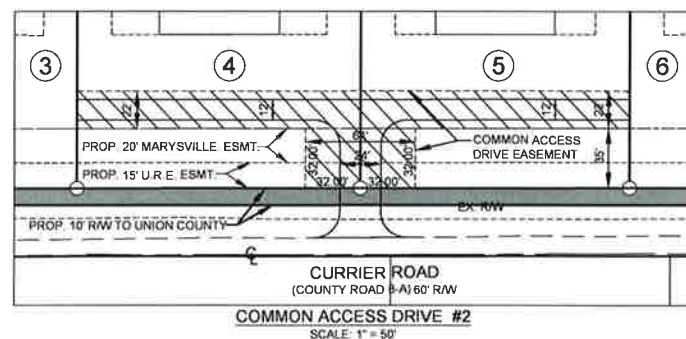 3
4
5
6
22'
12'
12'
22'
PROP. 20' MARYSVILLE. ESMT.
PROP. 15' U.R.E. ESMT.
32.00'
32.00'
32.00'
32.00'
COMMON ACCESS
DRIVE EASEMENT
35'
PROP. 10' R/W TO UNION COUNTY
EX. R/W
CURRIER ROAD
(COUNTY ROAD 8-A) 60' R/W
COMMON ACCESS DRIVE #2
SCALE: 1" = 50'